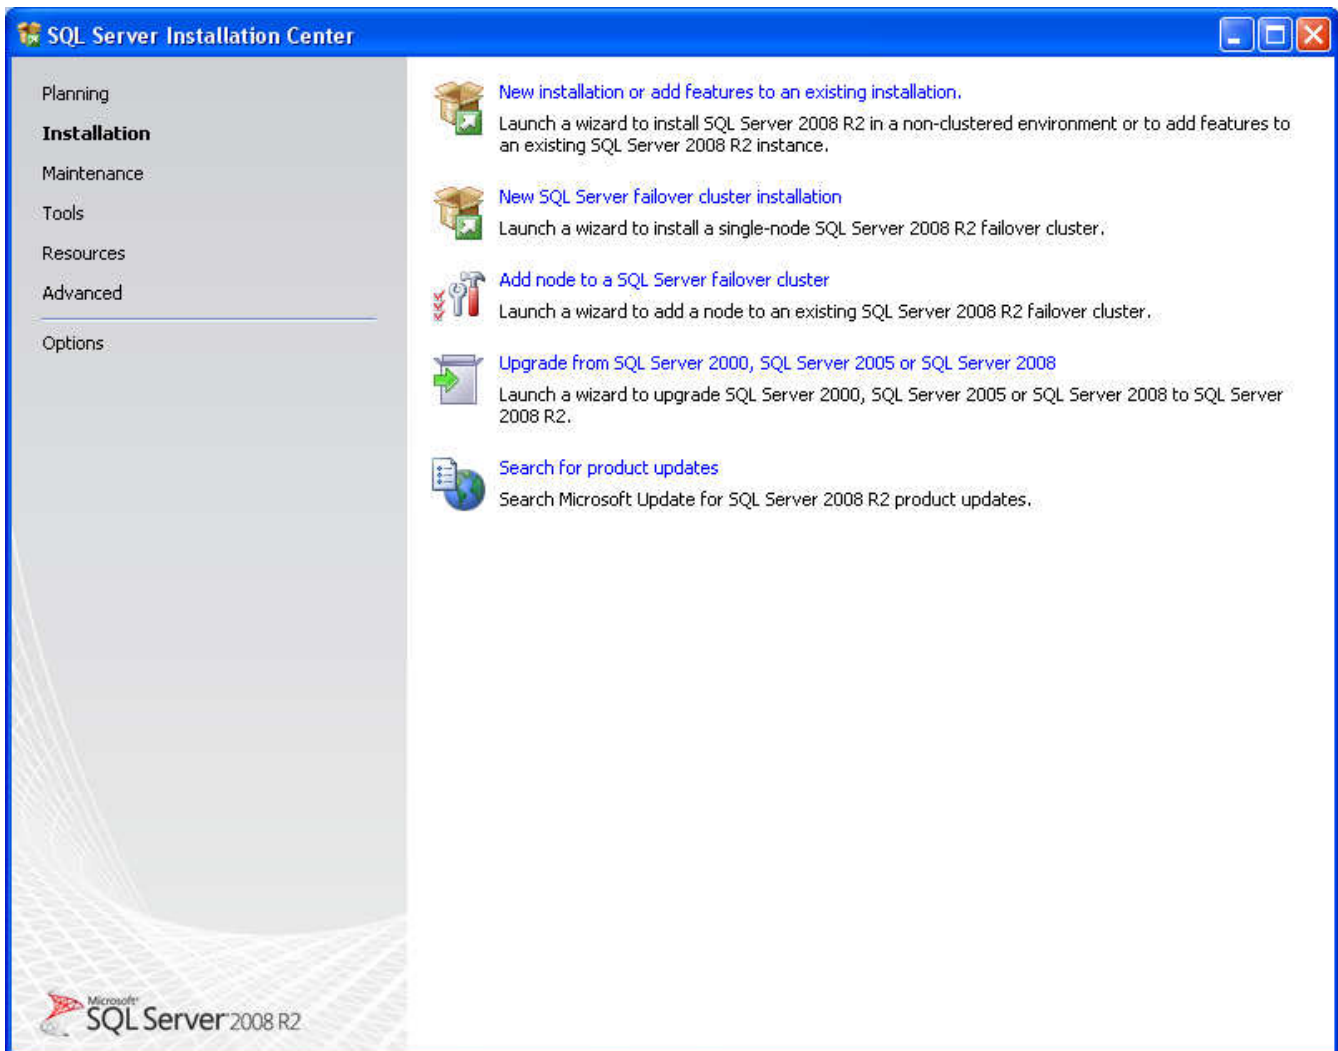 SQL Server Installation Center
Planning
Installation
Maintenance
Tools
Resources
Advanced
Options
New installation or add features to an existing installation.
Launch a wizard to install SQL Server 2008 R2 in a non-clustered environment or to add features to
an existing SQL Server 2008 R2 instance.
New SQL Server failover cluster installation
Launch a wizard to install a single-node SQL Server 2008 R2 failover cluster.
Add node to a SQL Server failover cluster
Launch a wizard to add a node to an existing SQL Server 2008 R2 failover cluster.
Upgrade from SQL Server 2000, SQL Server 2005 or SQL Server 2008
Launch a wizard to upgrade SQL Server 2000, SQL Server 2005 or SQL Server 2008 to SQL Server
2008 R2.
Search for product updates
Search Microsoft Update for SQL Server 2008 R2 product updates.
Microsoft
SQL Server 2008 R2